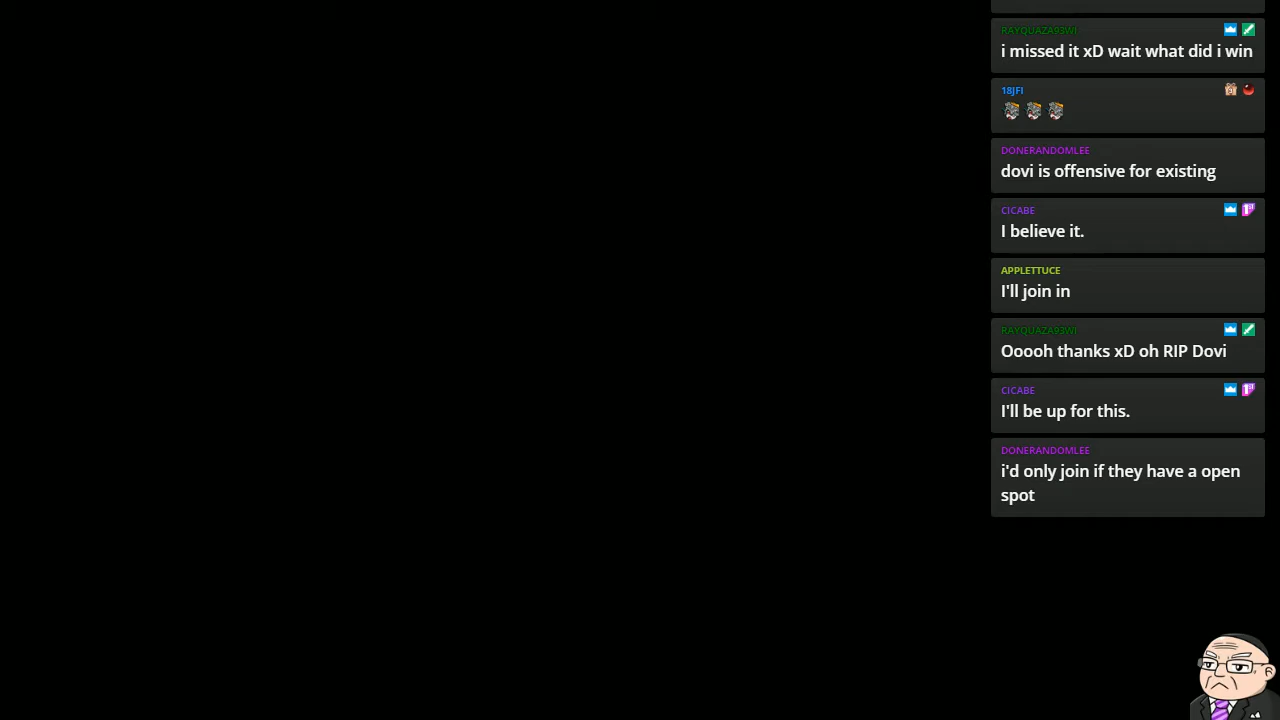 RAYQUAZA93WI
i missed it xD wait what did i win
18JFI
DONERANDOMLEE
dovi is offensive for existing
CICABE
I believe it.
APPLETTUCE
I'll join in
RAYQUAZA93WI
Ooooh thanks xD oh RIP Dovi
CICABE
I'll be up for this.
DONERANDOMLEE
i'd only join if they have a open
spot